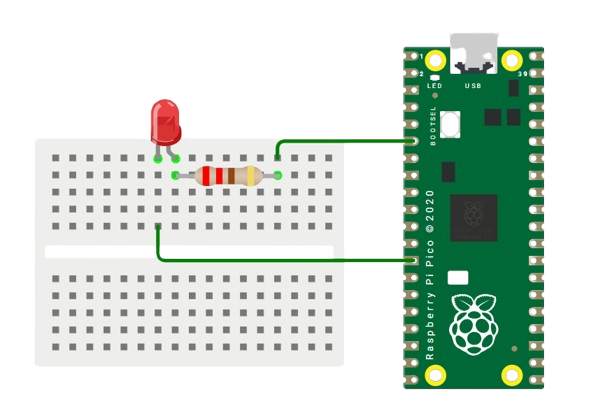 1
2
39
LED
USB
BOOTSEL
Raspberry Pi Pico ©2020